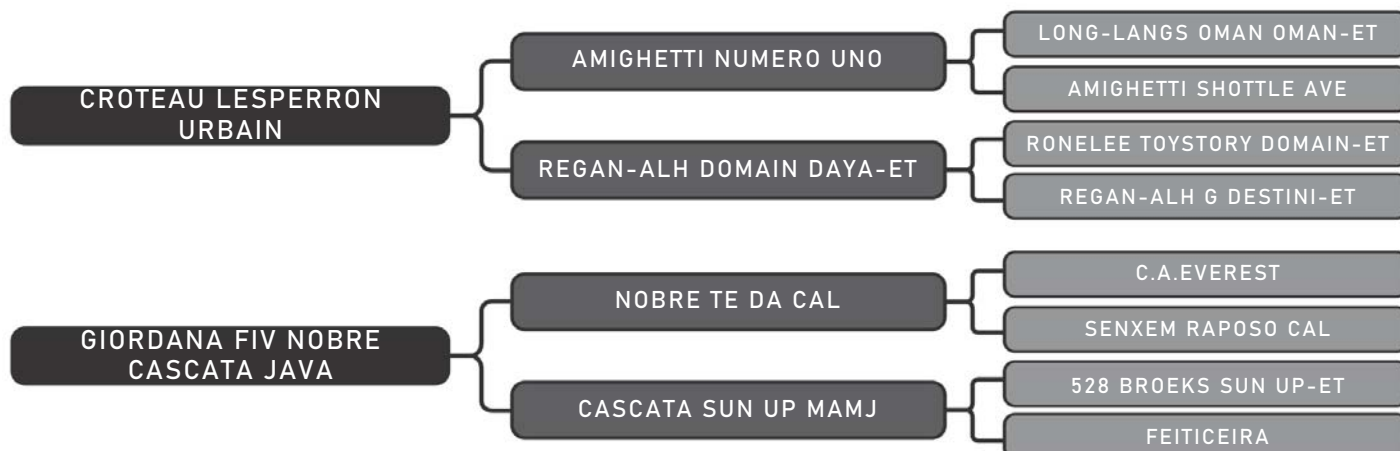 CROTEAU LESPERRON
URBAIN
AMIGHETTI NUMERO UNO
REGAN-ALH DOMAIN DAYA-ET
LONG-LANGS OMAN OMAN-ET
AMIGHETTI SHOTTLE AVE
RONELEE TOYSTORY DOMAIN-ET
REGAN-ALH G DESTINI-ET
GIORDANA FIV NOBRE
CASCATA JAVA
NOBRE TE DA CAL
CASCATA SUN UP MAMJ
C.A.EVEREST
SENXEM RAPOSO CAL
528 BROEKS SUN UP-ET
FEITICEIRA